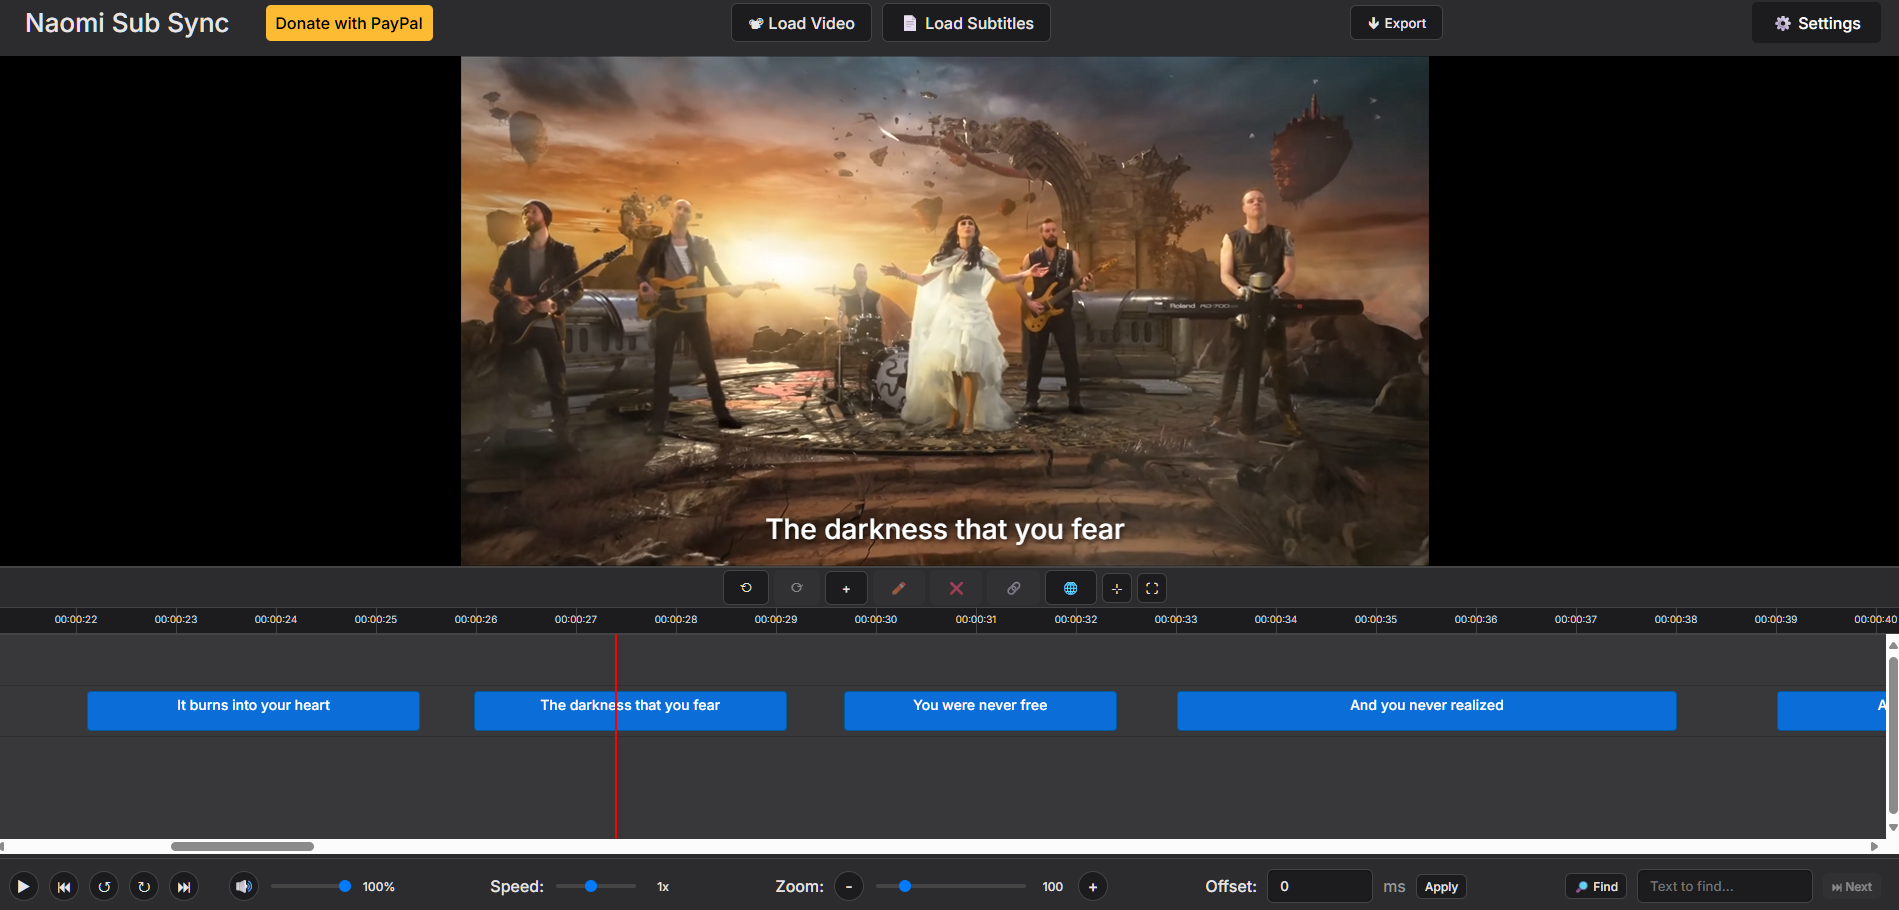 Naomi Sub Sync
Donate with PayPal
Load Video
Load Subtitles
Export
Settings
Roland
The darkness that you fear
00:00:22 00:00:23 00:00:24 00:00:25 00:00:26 00:00:27 00:00:28 00:00:29 00:00:30 00:00:31 00:00:32 00:00:33 00:00:34 00:00:35 00:00:36 00:00:37 00:00:38 00:00:39 00:00:40
It burns into your heart
The darkness that you fear
You were never free
And you never realized
A
100%
Speed:
1x
Zoom:
-
100
+
Offset:
0
ms
Apply
Find
Text to find...
Next